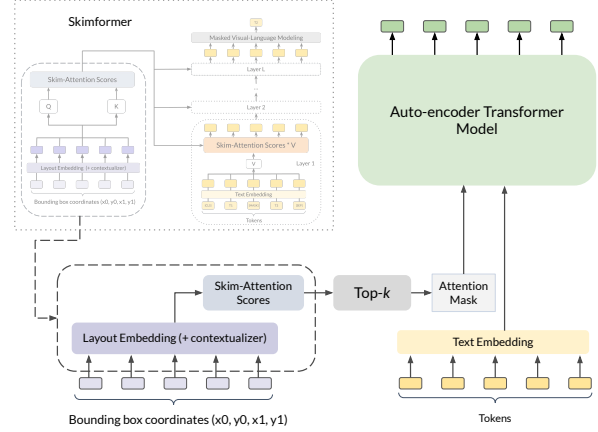 Skimformer
Masked Visual-Language Modeling
Layer L
Skim-Attention Scores
Q
K
Layer 2
Skim-Attention Scores * V
Layer 1
V
Layout Embedding (+ contextualizer)
Text Embedding
Bounding box coordinates (x0, y0, x1, y1)
Tokens
Auto-encoder Transformer
Model
Skim-Attention
Scores
Top-k
Attention
Mask
Layout Embedding (+ contextualizer)
Text Embedding
Bounding box coordinates (x0, y0, x1, y1)
Tokens